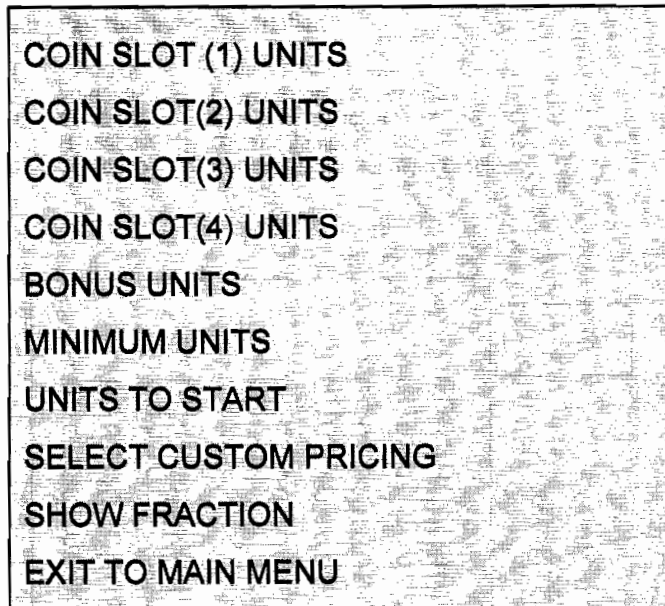 COIN SLOT (1) UNITS
COIN SLOT(2) UNITS
COIN SLOT(3) UNITS
COIN SLOT(4) UNITS
BONUS UNITS
MINIMUM UNITS
UNITS TO START
SELECT CUSTOM PRICING
SHOW FRACTION
EXIT TO MAIN MENU